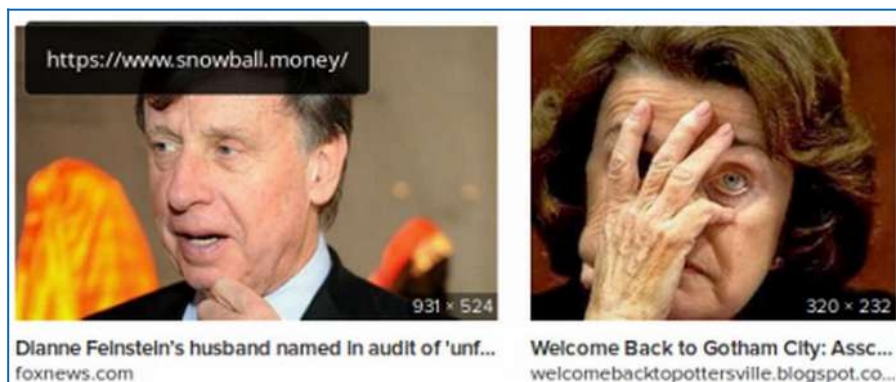 https://www.snowball.money/
931 × 524
320 × 232
Dianne Feinstein's husband named in audit of 'unf...
Welcome Back to Gotham City: Assc...
foxnews.com
welcomebacktopottersville.blogspot.co...